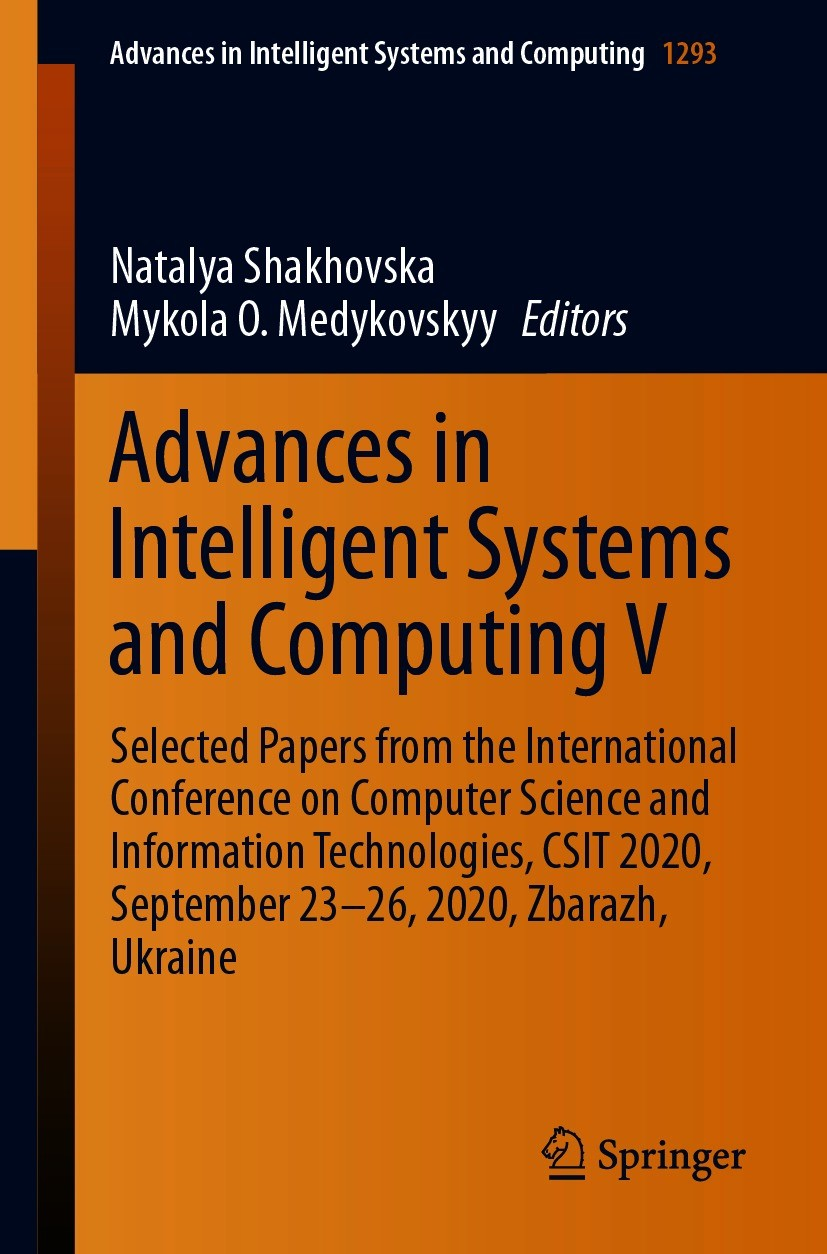 Advances in Intelligent Systems and Computing 1293
Natalya Shakhovska
Mykola O. Medykovskyy Editors
Advances in
Intelligent Systems
and Computing V
Selected Papers from the International
Conference on Computer Science and
Information Technologies, CSIT 2020,
September 23–26, 2020, Zbarazh,
Ukraine
Springer